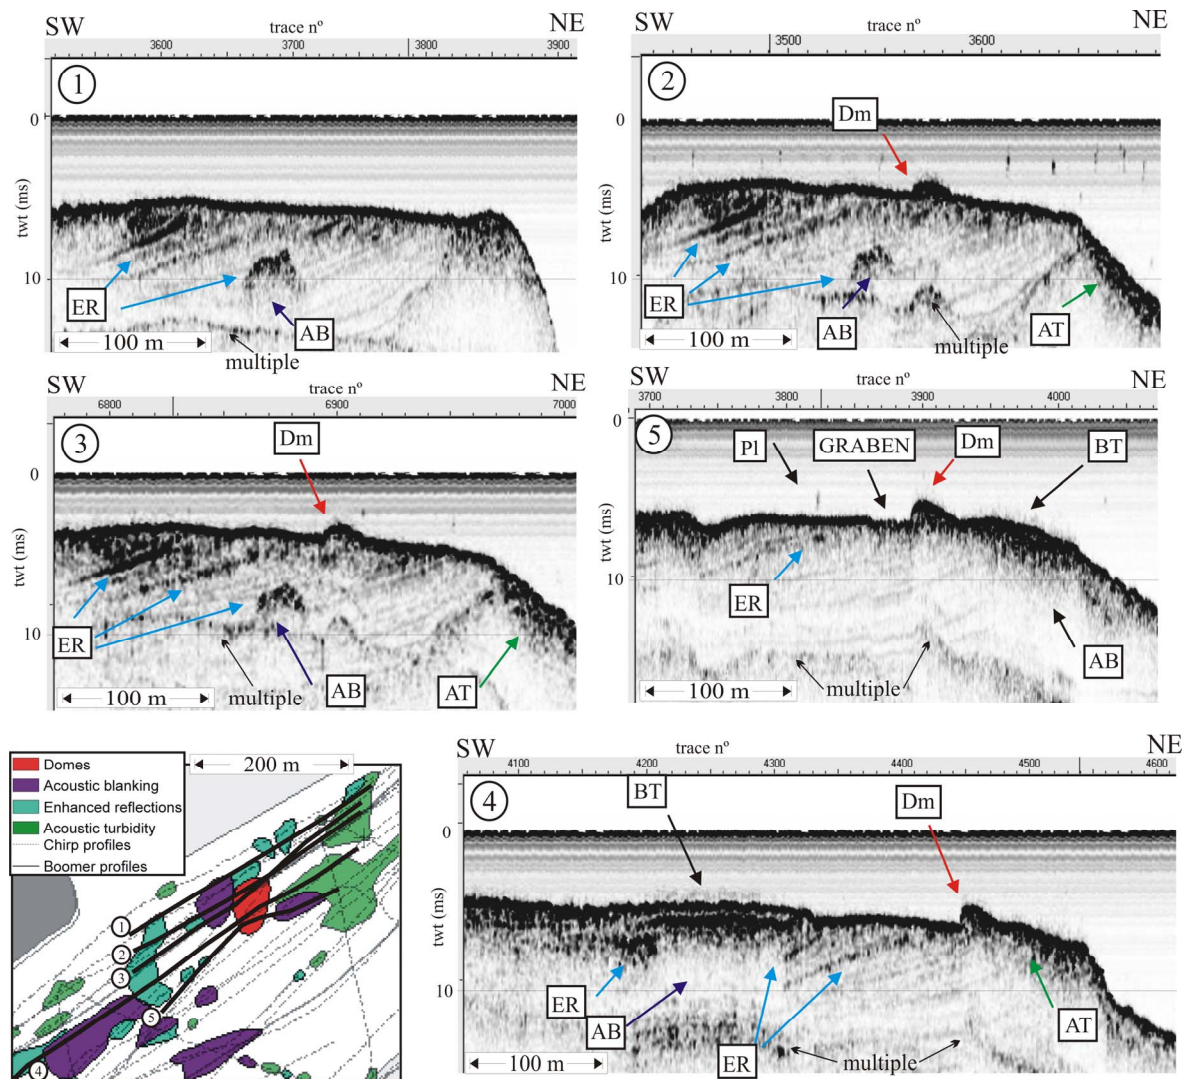 SW trace nº NE
3600 3700 3800 3900
1
0
twt (ms)
10
ER
AB
100 m
multiple
SW trace nº NE
3500 3600
2
0
Dm
twt (ms)
10
ER
AB
AT
100 m
multiple
SW trace nº NE
6800 6900 7000
3
Dm
0
twt (ms)
10
ER
AB
AT
100 m
multiple
SW trace nº NE
3700 3800 3900 4000
0
5
Pl GRABEN Dm BT
twt (ms)
10
ER
AB
100 m
multiple
Domes
Acoustic blanking
Enhanced reflections
Acoustic turbidity
Chirp profiles
Boomer profiles
200 m
1
2
3
5
4
SW trace nº NE
4100 4200 4300 4400 4500 4600
4
BT Dm
0
twt (ms)
10
ER
AB
ER
AT
100 m
multiple